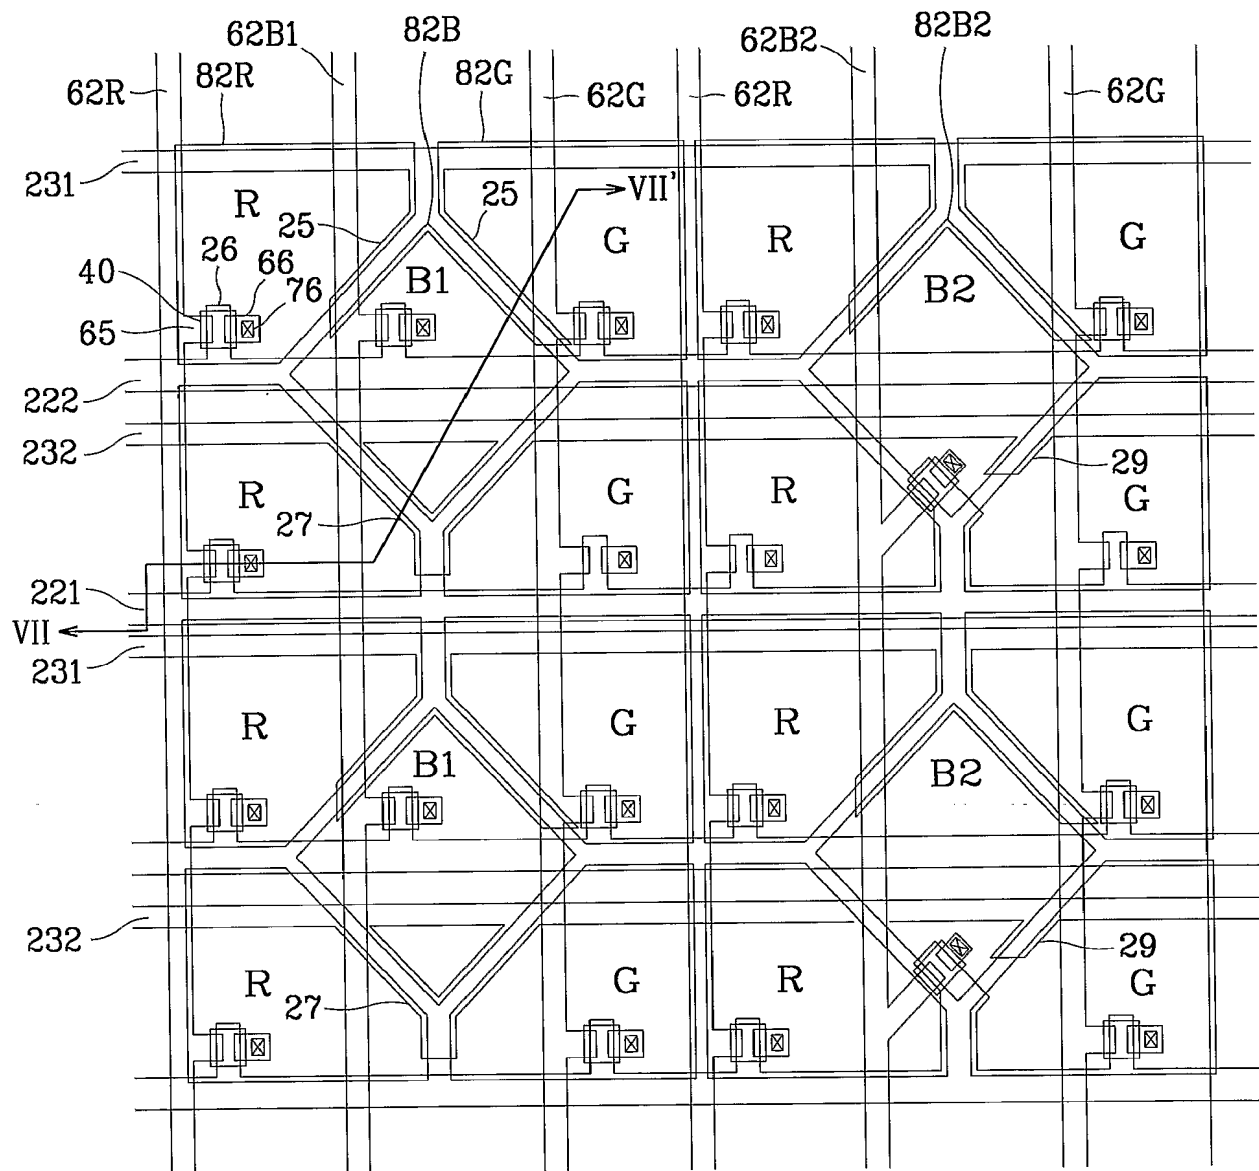 62B1 82B 62B2 82B2
62R 82R 82G 62G 62R 62G
231
R 25 25 VII' G R G
26 66 76 B1 B2
40
65
222
232
R 27 G R 29 G
221
VII
231
R B1 G R B2 G
232
R 27 G R 29 G